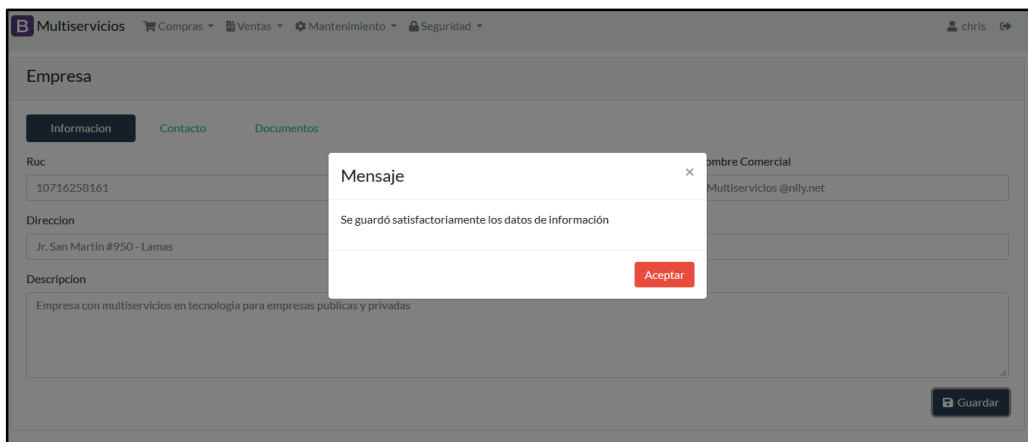 B Multiservicios Compras Ventas Mantenimiento Seguridad chris
Empresa
Informacion Contacto Documentos
Ruc
ombre Comercial
10716258161
Multiservicios @nlly.net
Direccion
Jr. San Martin #950 - Lamas
Descripcion
Empresa con multiservicios en tecnologia para empresas publicas y privadas
Guardar
Mensaje ×
Se guardó satisfactoriamente los datos de información
Aceptar